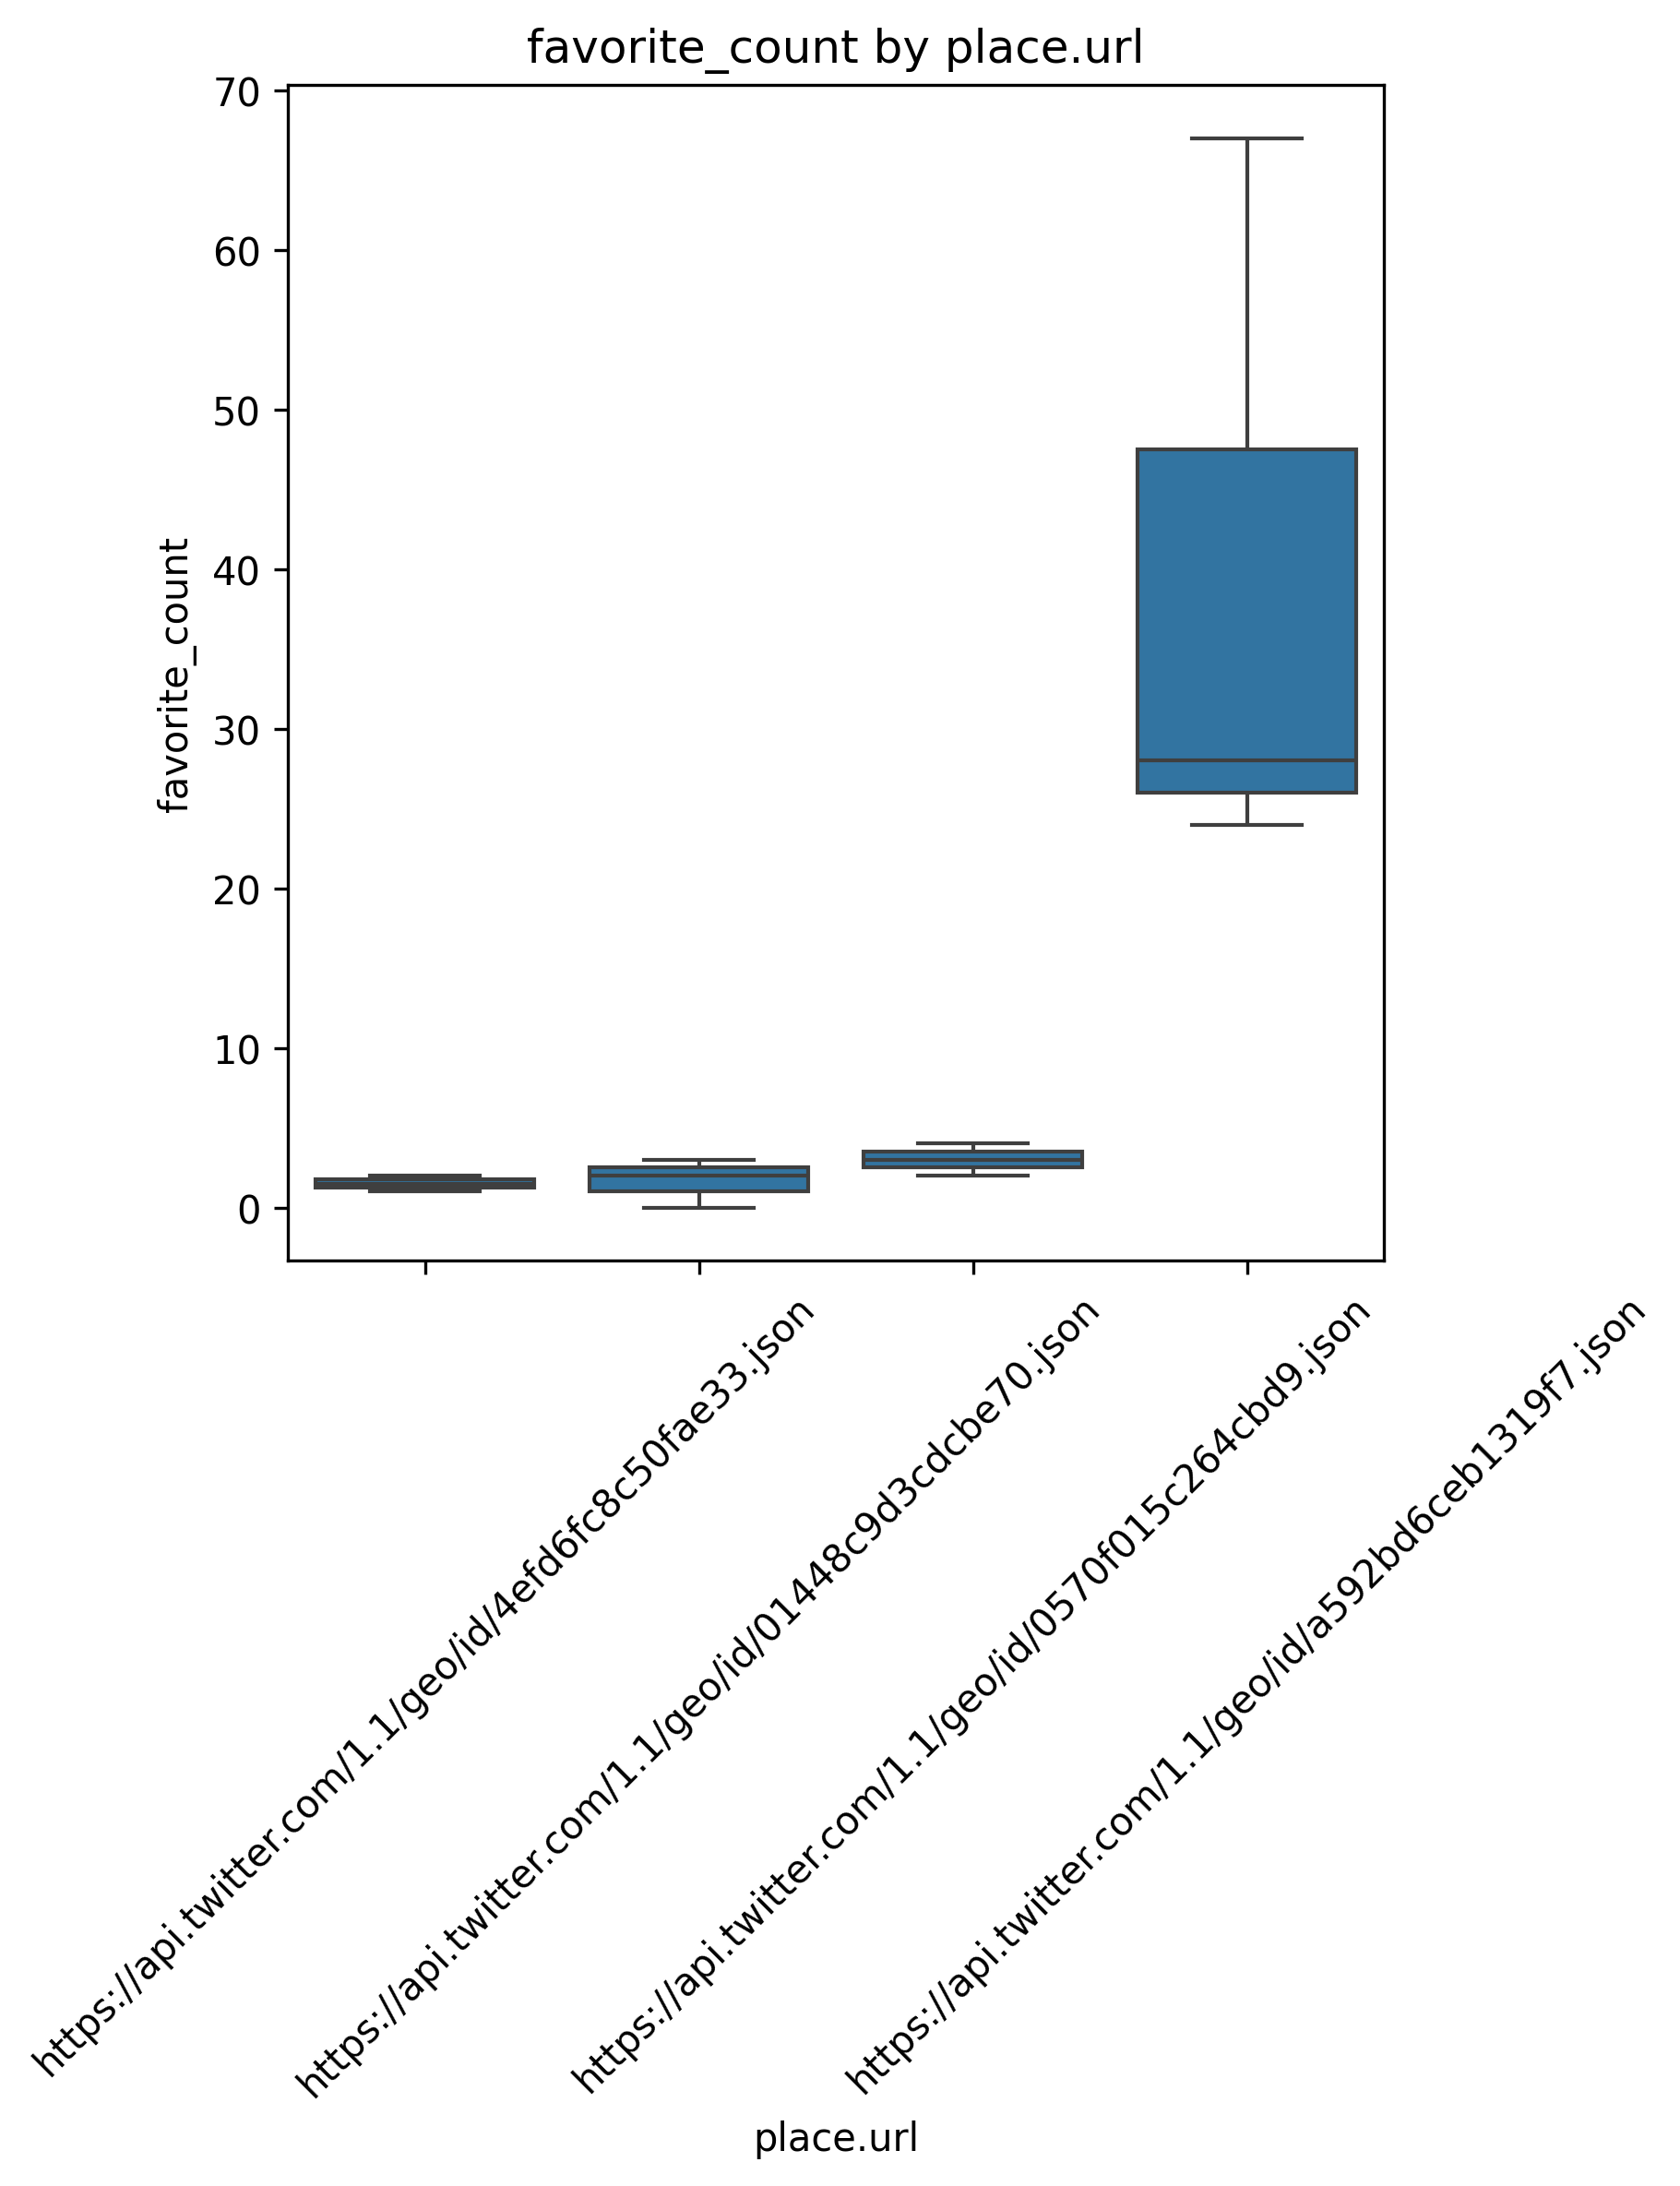 favorite_count by place.url
70
60
50
40
30
20
10
0
favorite_count
https://api.twitter.com/1.1/geo/id/4efd6fc8c50fae33.json
https://api.twitter.com/1.1/geo/id/01448c9d3cdcbe70.json
https://api.twitter.com/1.1/geo/id/0570f015c264cbd9.json
https://api.twitter.com/1.1/geo/id/a592bd6ceb1319f7.json
place.url